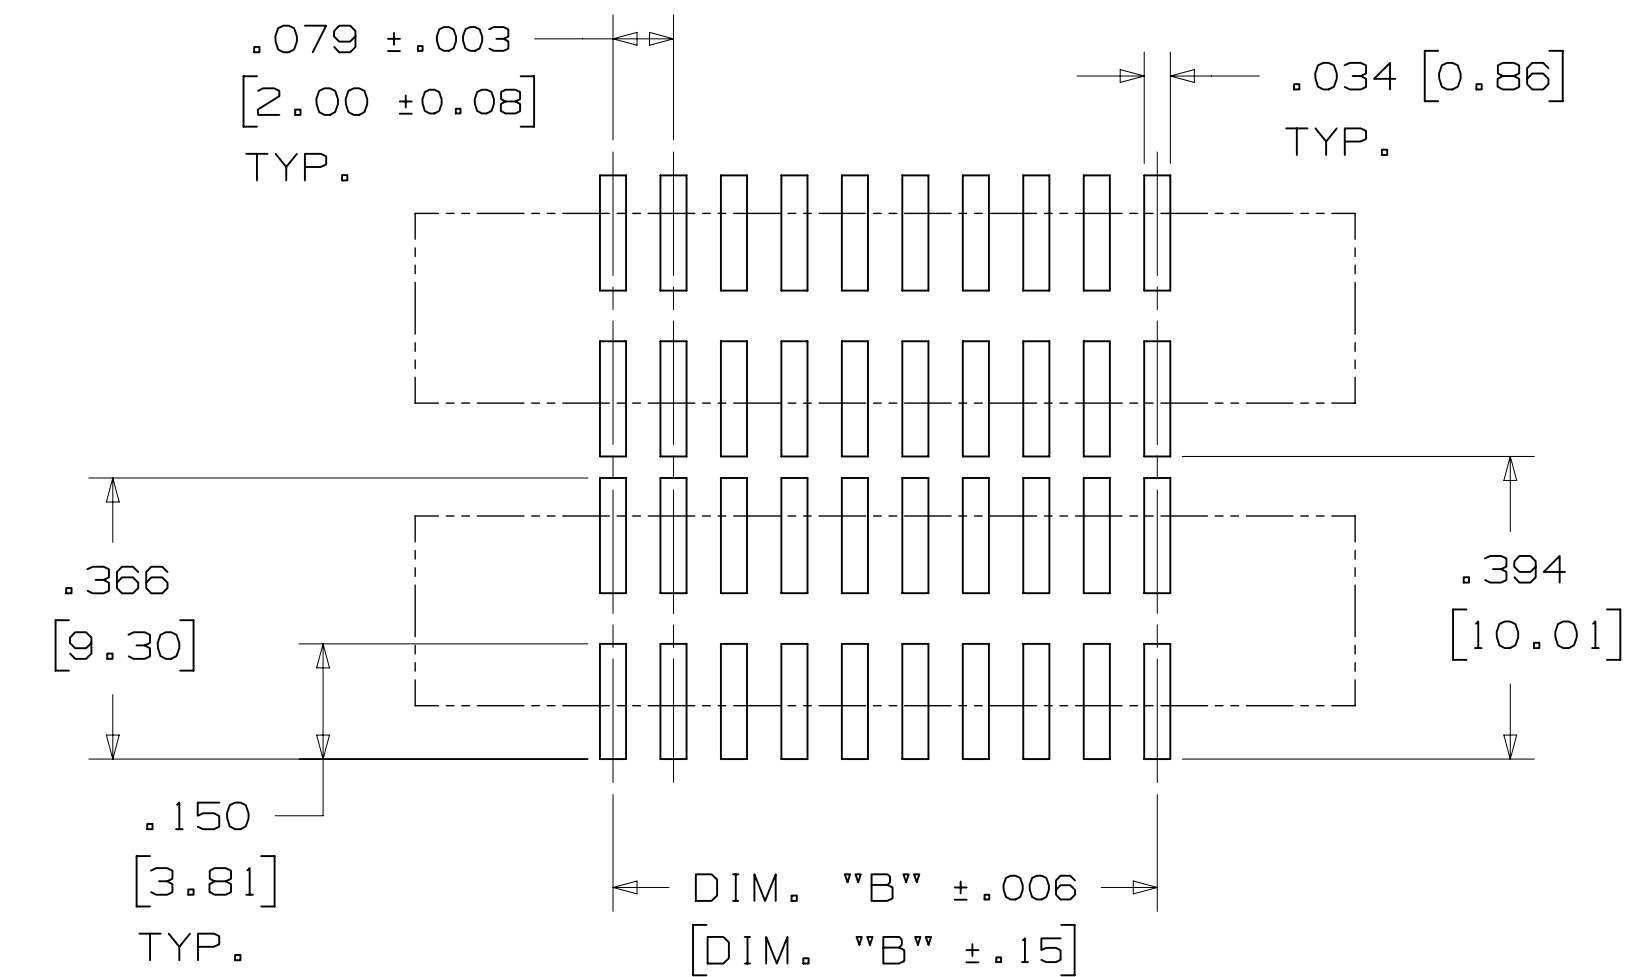 .079 ±.003
[2.00 ±0.08]
TYP.
.034 [0.86]
TYP.
.366
[9.30]
.394
[10.01]
.150
[3.81]
TYP.
DIM. "B" ±.006
[DIM. "B" ±.15]